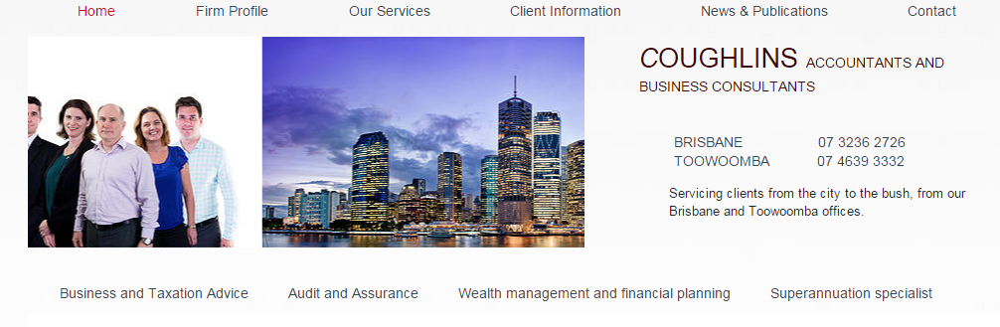 Home Firm Profile Our Services Client Information News & Publications Contact
COUGHLINS ACCOUNTANTS AND
BUSINESS CONSULTANTS
BRISBANE 07 3236 2726
TOOWOOMBA 07 4639 3332
Servicing clients from the city to the bush, from our
Brisbane and Toowoomba offices.
Business and Taxation Advice Audit and Assurance Wealth management and financial planning Superannuation specialist